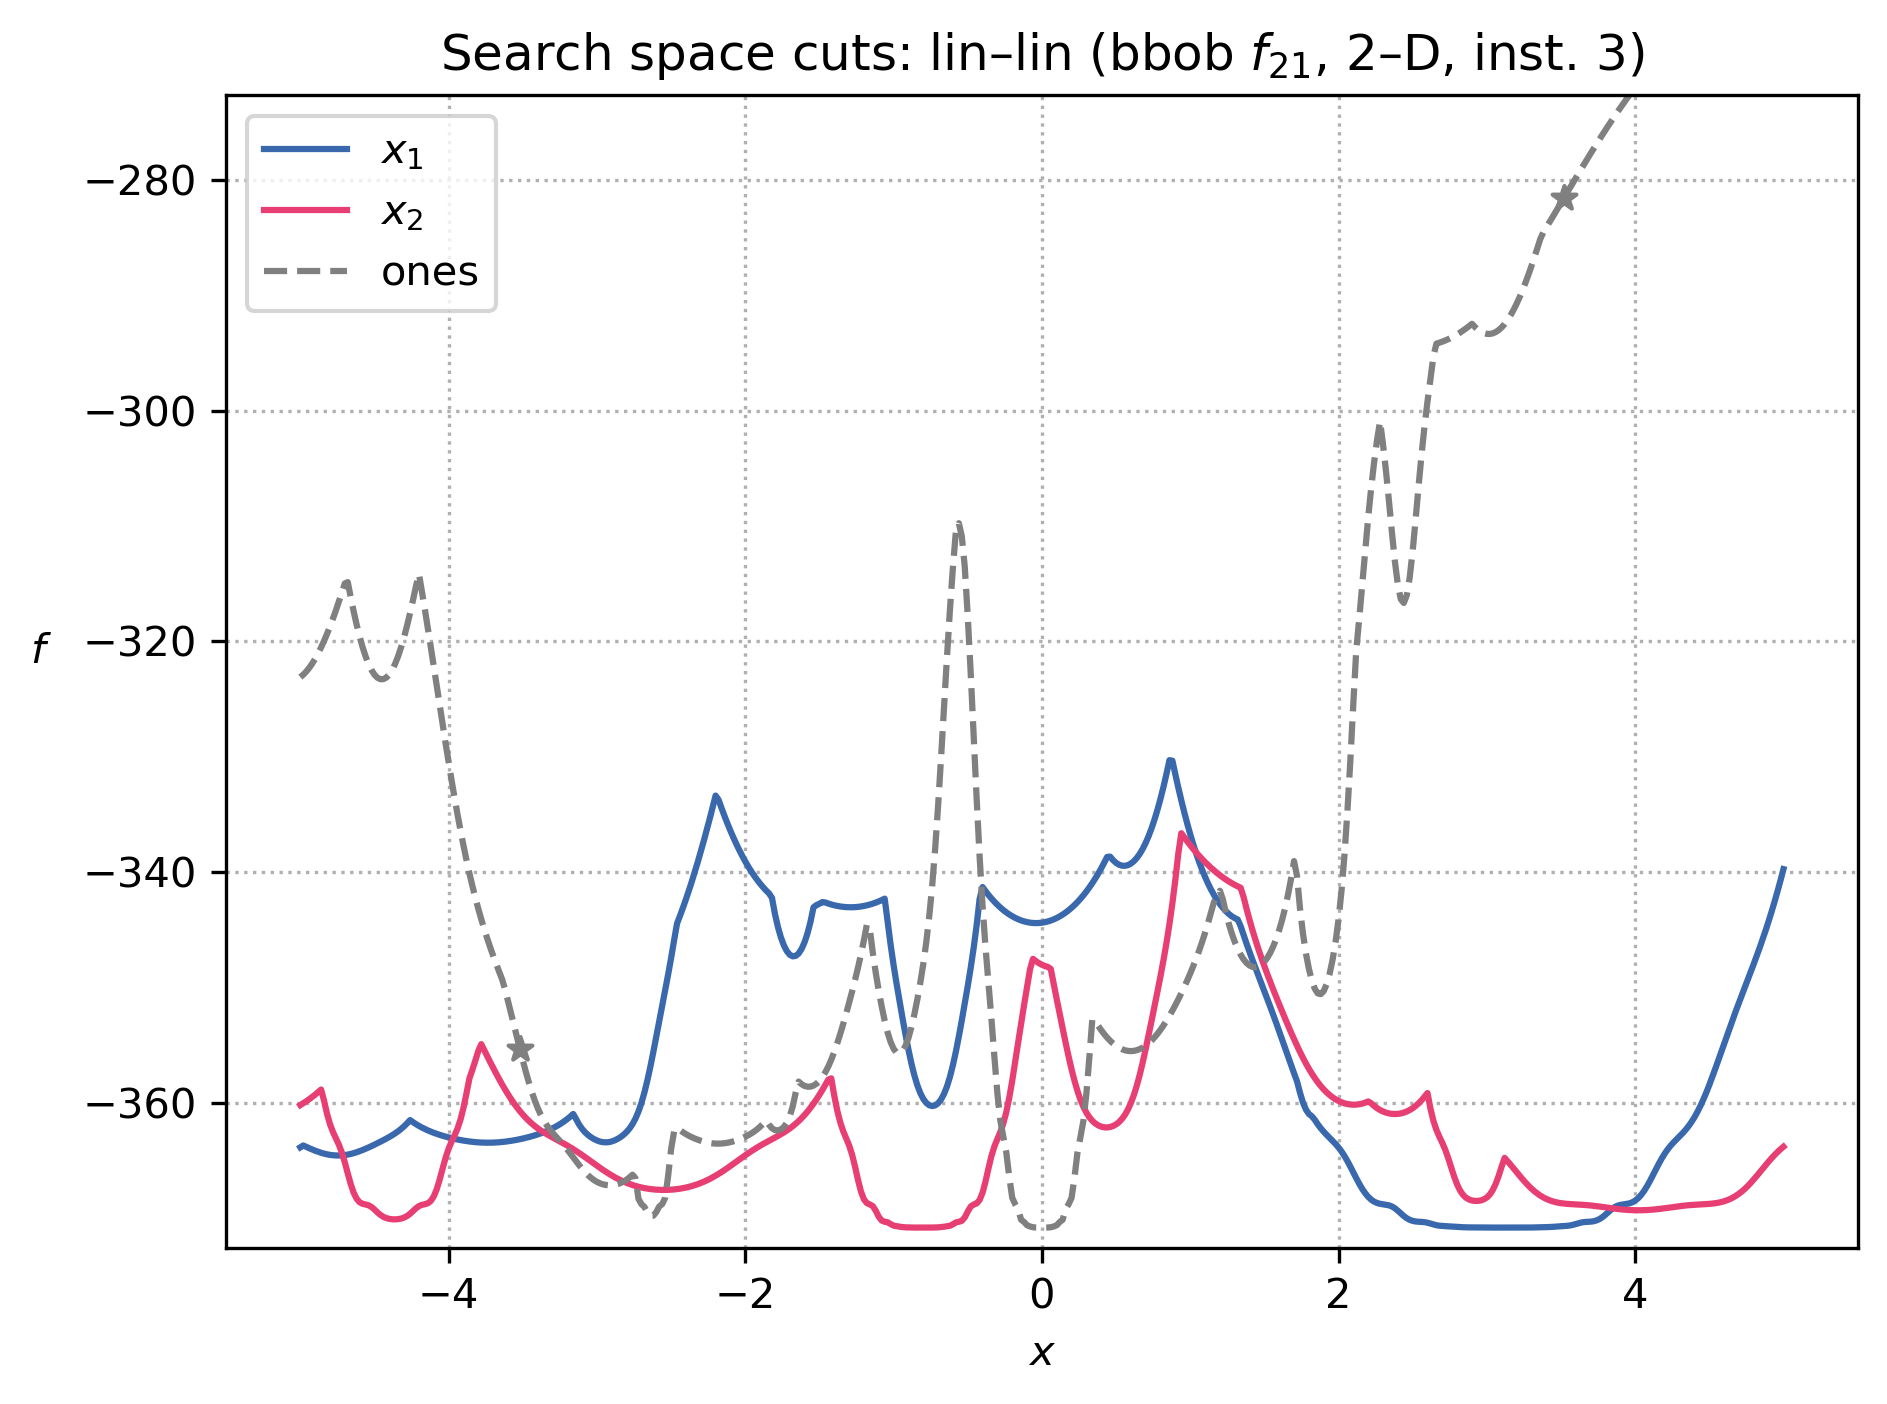 Search space cuts: lin–lin (bbob f₂₁, 2–D, inst. 3)
x₁
x₂
ones
−280
−300
−320
−340
−360
f
−4
−2
0
2
4
x